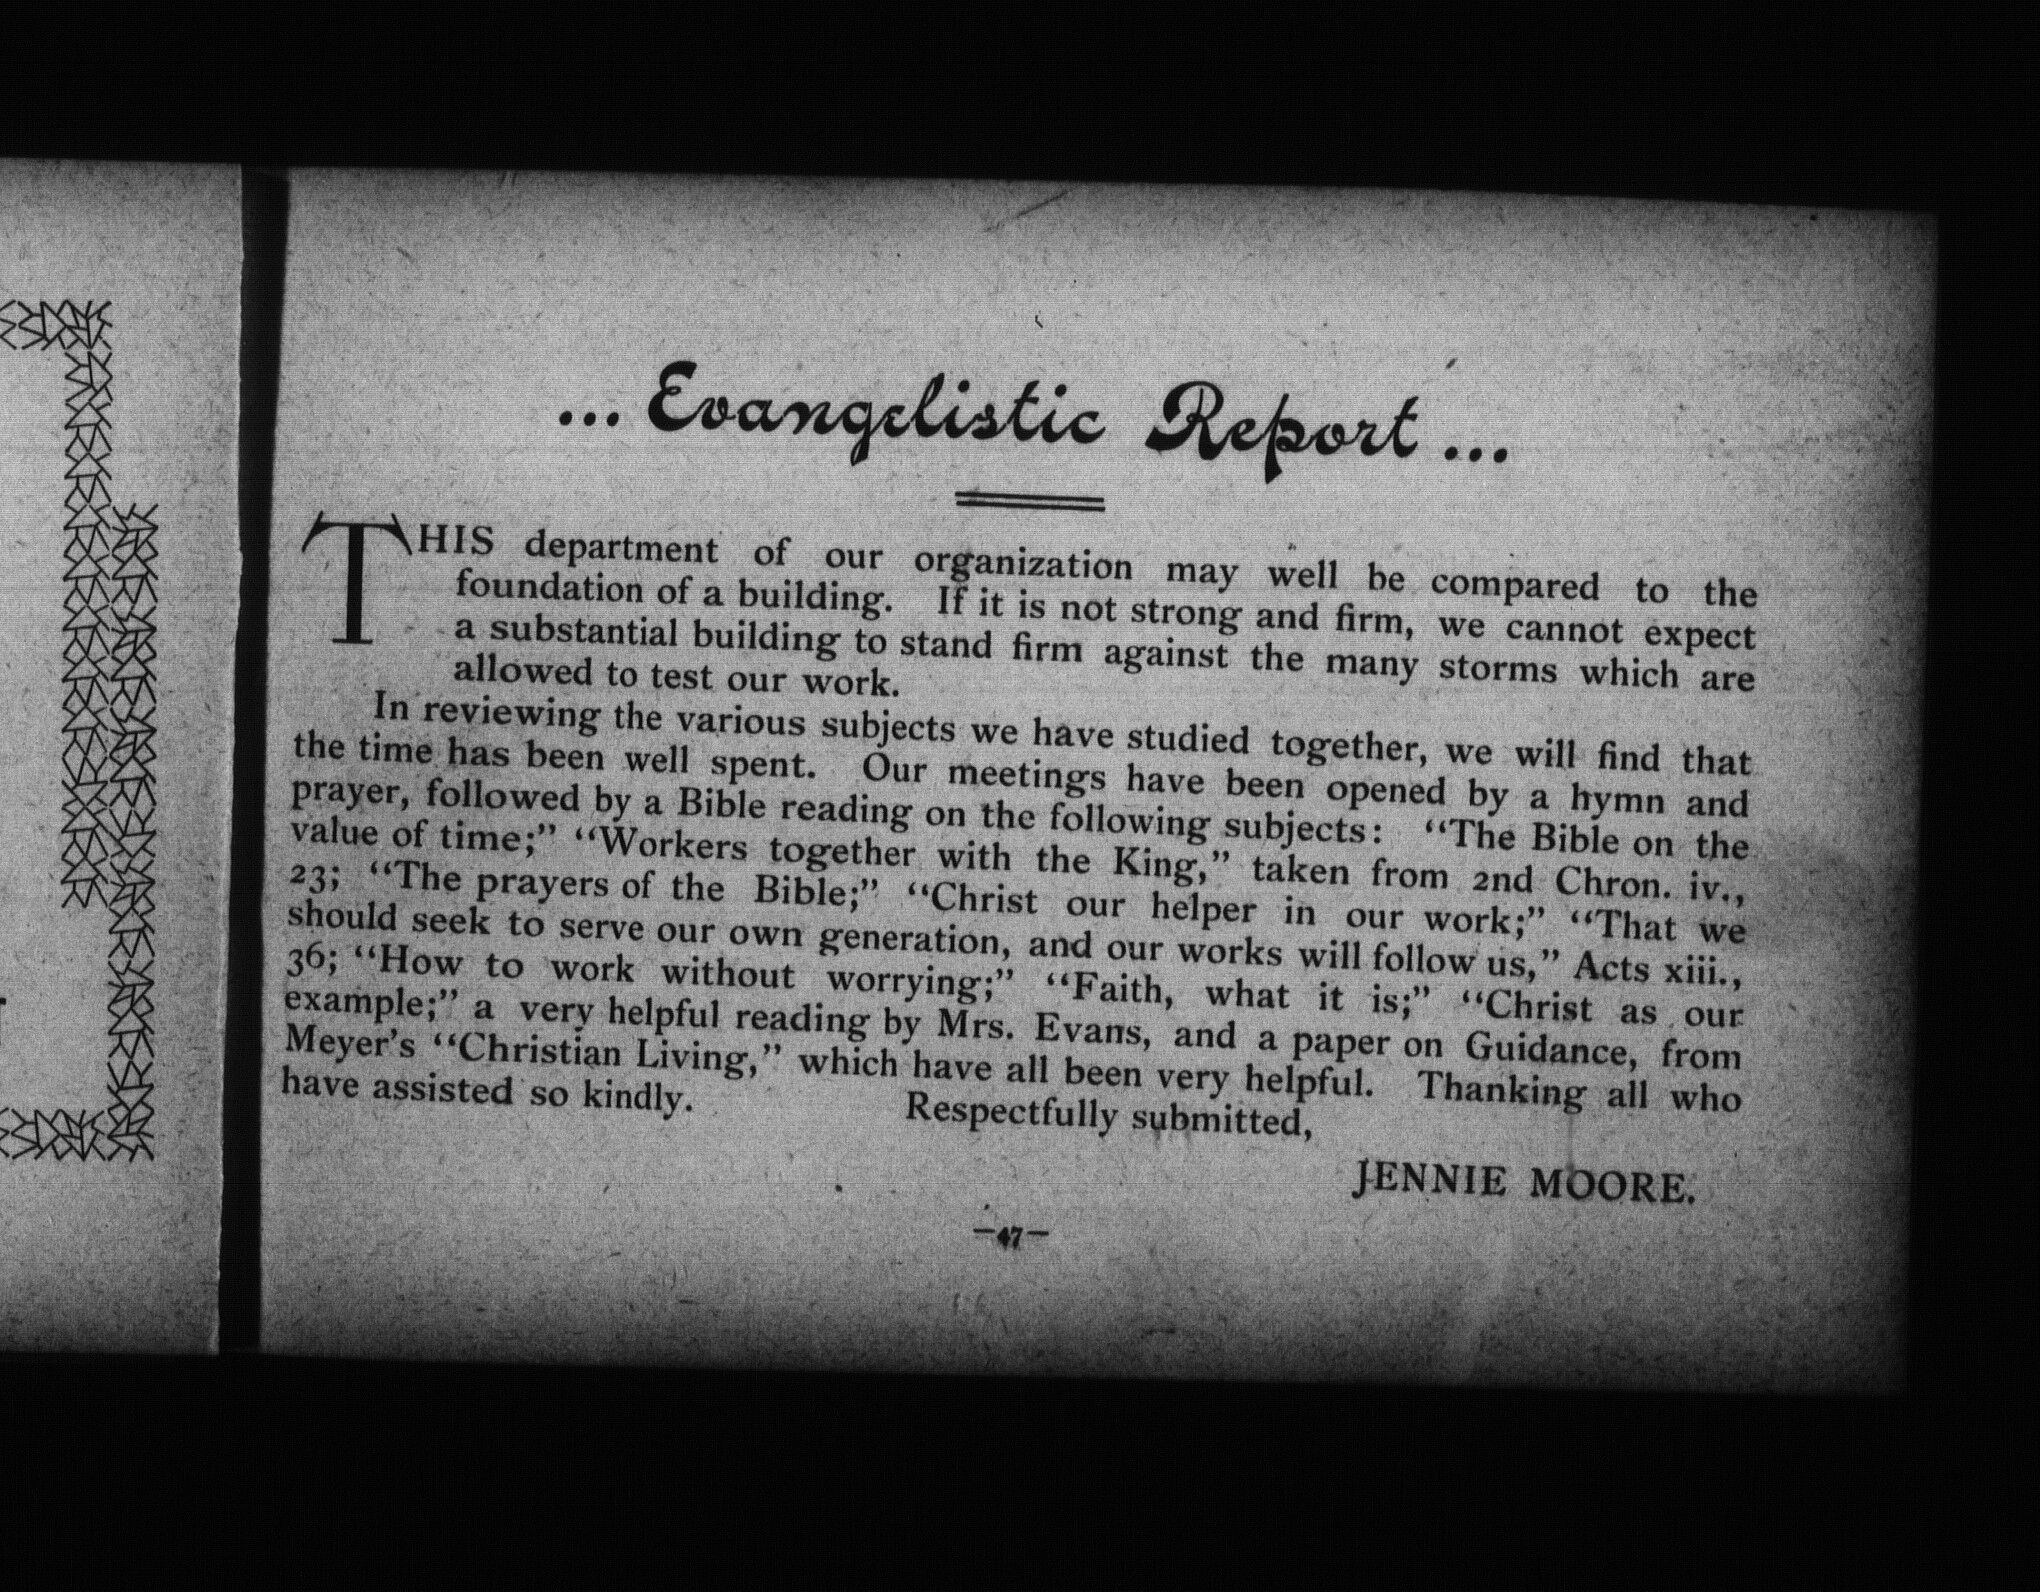 ... Evangelistic Report ...
THIS department of our organization may well be compared to the
foundation of a building. If it is not strong and firm, we cannot expect
a substantial building to stand firm against the many storms which are
allowed to test our work.
In reviewing the various subjects we have studied together, we will find that
the time has been well spent. Our meetings have been opened by a hymn and
prayer, followed by a Bible reading on the following subjects: “The Bible on the
value of time;” “Workers together with the King,” taken from 2nd Chron. iv.,
23; “The prayers of the Bible;” “Christ our helper in our work;” “That we
should seek to serve our own generation, and our works will follow us,” Acts xiii.,
36; “How to work without worrying;” “Faith, what it is;” “Christ as our
example;” a very helpful reading by Mrs. Evans, and a paper on Guidance, from
Meyer's “Christian Living,” which have all been very helpful. Thanking all who
have assisted so kindly. Respectfully submitted,
JENNIE MOORE.
—47—